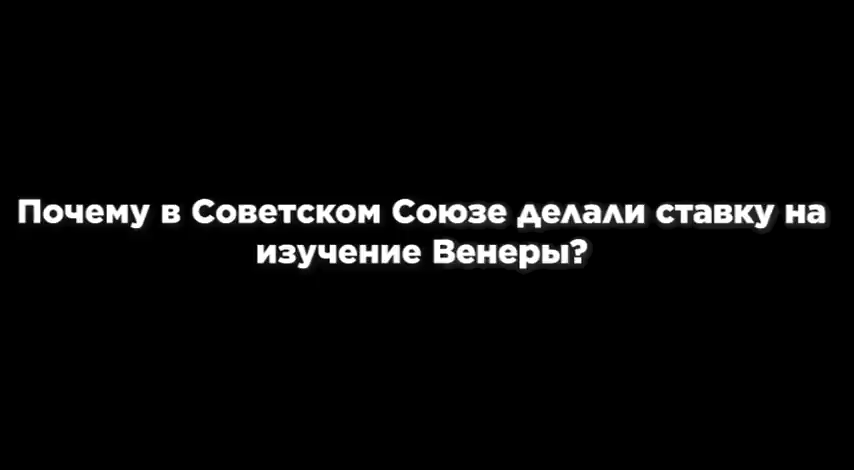 Почему в Советском Союзе делали ставку на
изучение Венеры?